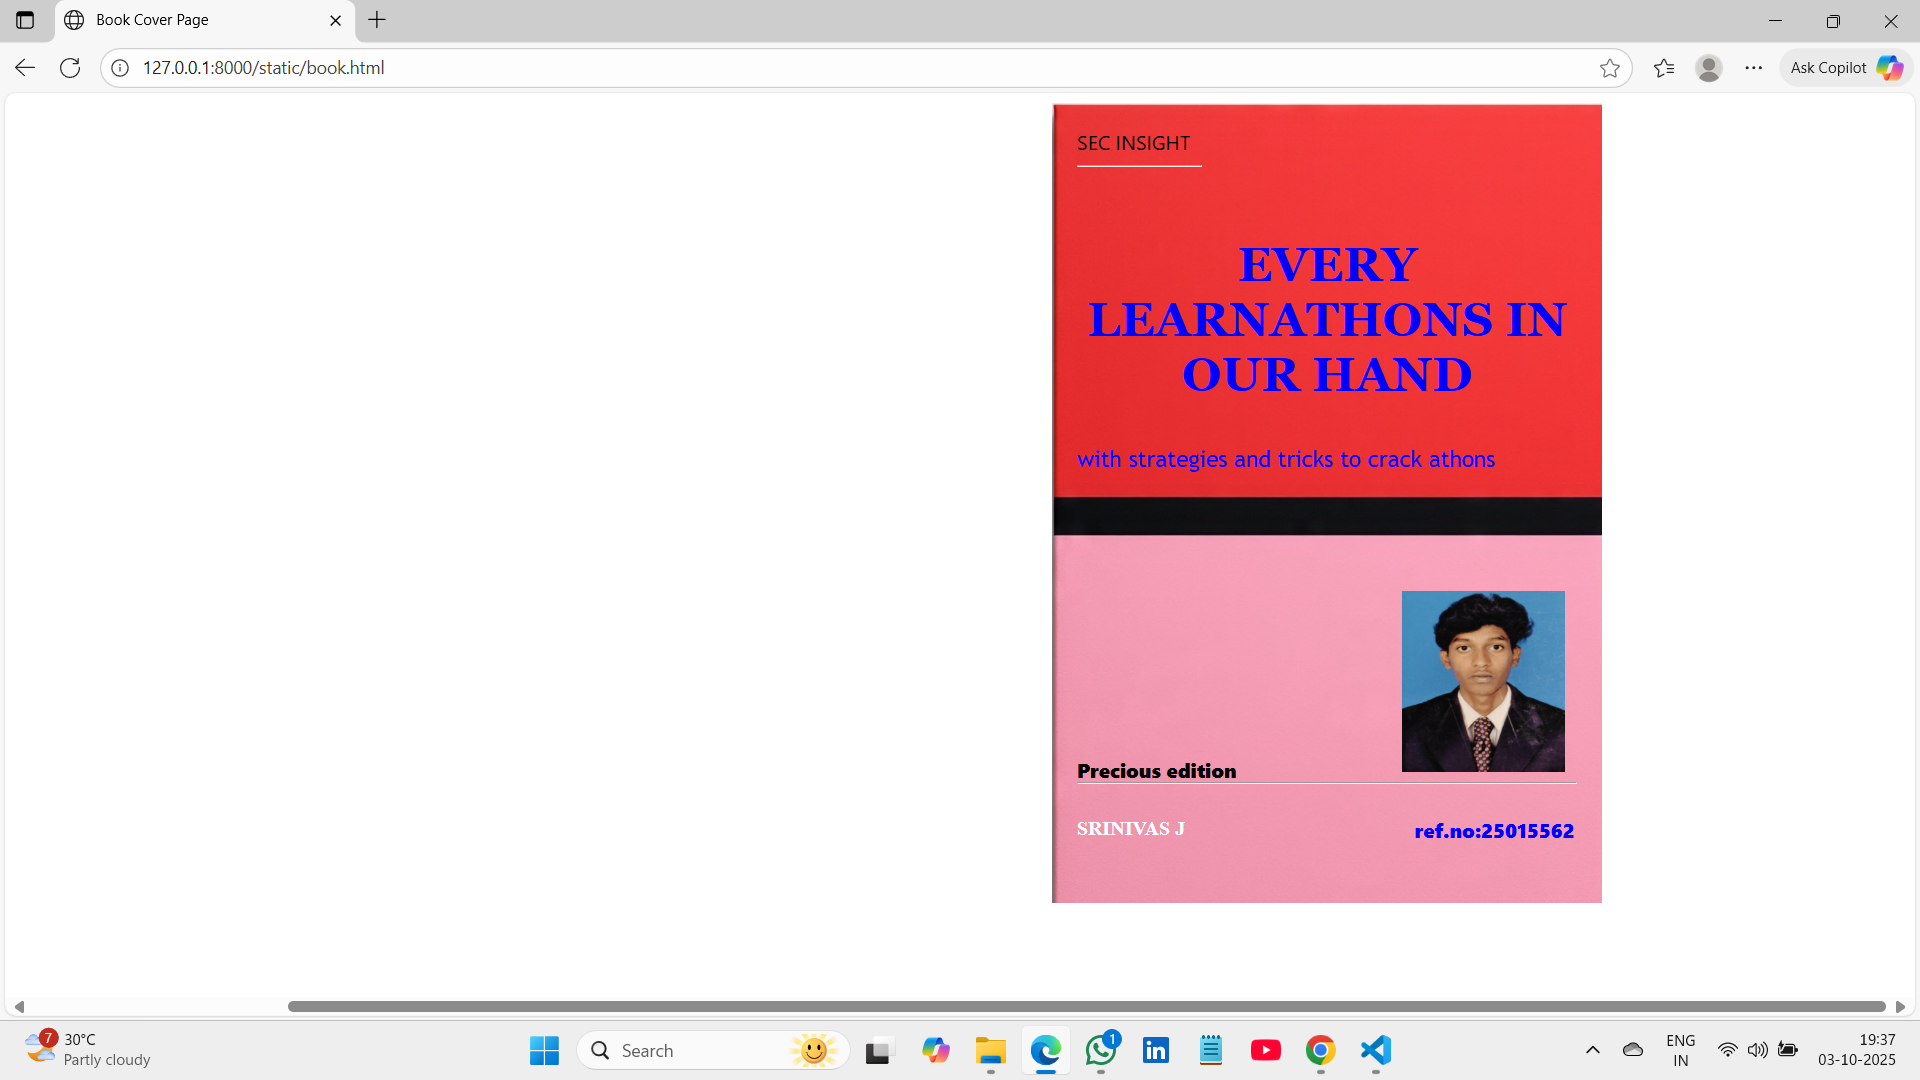 Book Cover Page
127.0.0.1:8000/static/book.html
Ask Copilot
SEC INSIGHT
EVERY
LEARNATHONS IN
OUR HAND
with strategies and tricks to crack athons
Precious edition
SRINIVAS J
ref.no:25015562
7
30°C
Partly cloudy
Search
1
ENG
IN
19:37
03-10-2025